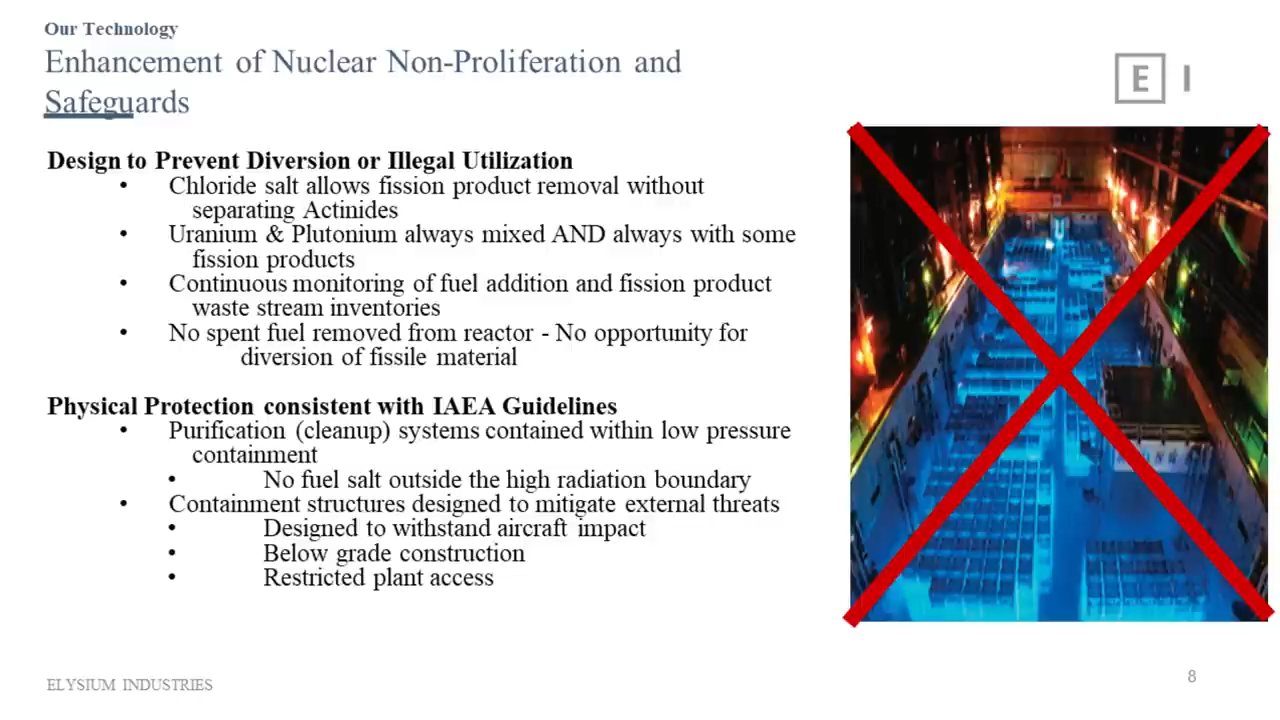 Our Technology
Enhancement of Nuclear Non-Proliferation and
Safeguards
E I
Design to Prevent Diversion or Illegal Utilization
• Chloride salt allows fission product removal without
separating Actinides
• Uranium & Plutonium always mixed AND always with some
fission products
• Continuous monitoring of fuel addition and fission product
waste stream inventories
• No spent fuel removed from reactor - No opportunity for
diversion of fissile material
Physical Protection consistent with IAEA Guidelines
• Purification (cleanup) systems contained within low pressure
containment
• No fuel salt outside the high radiation boundary
• Containment structures designed to mitigate external threats
• Designed to withstand aircraft impact
• Below grade construction
• Restricted plant access
ELYSIUM INDUSTRIES
8